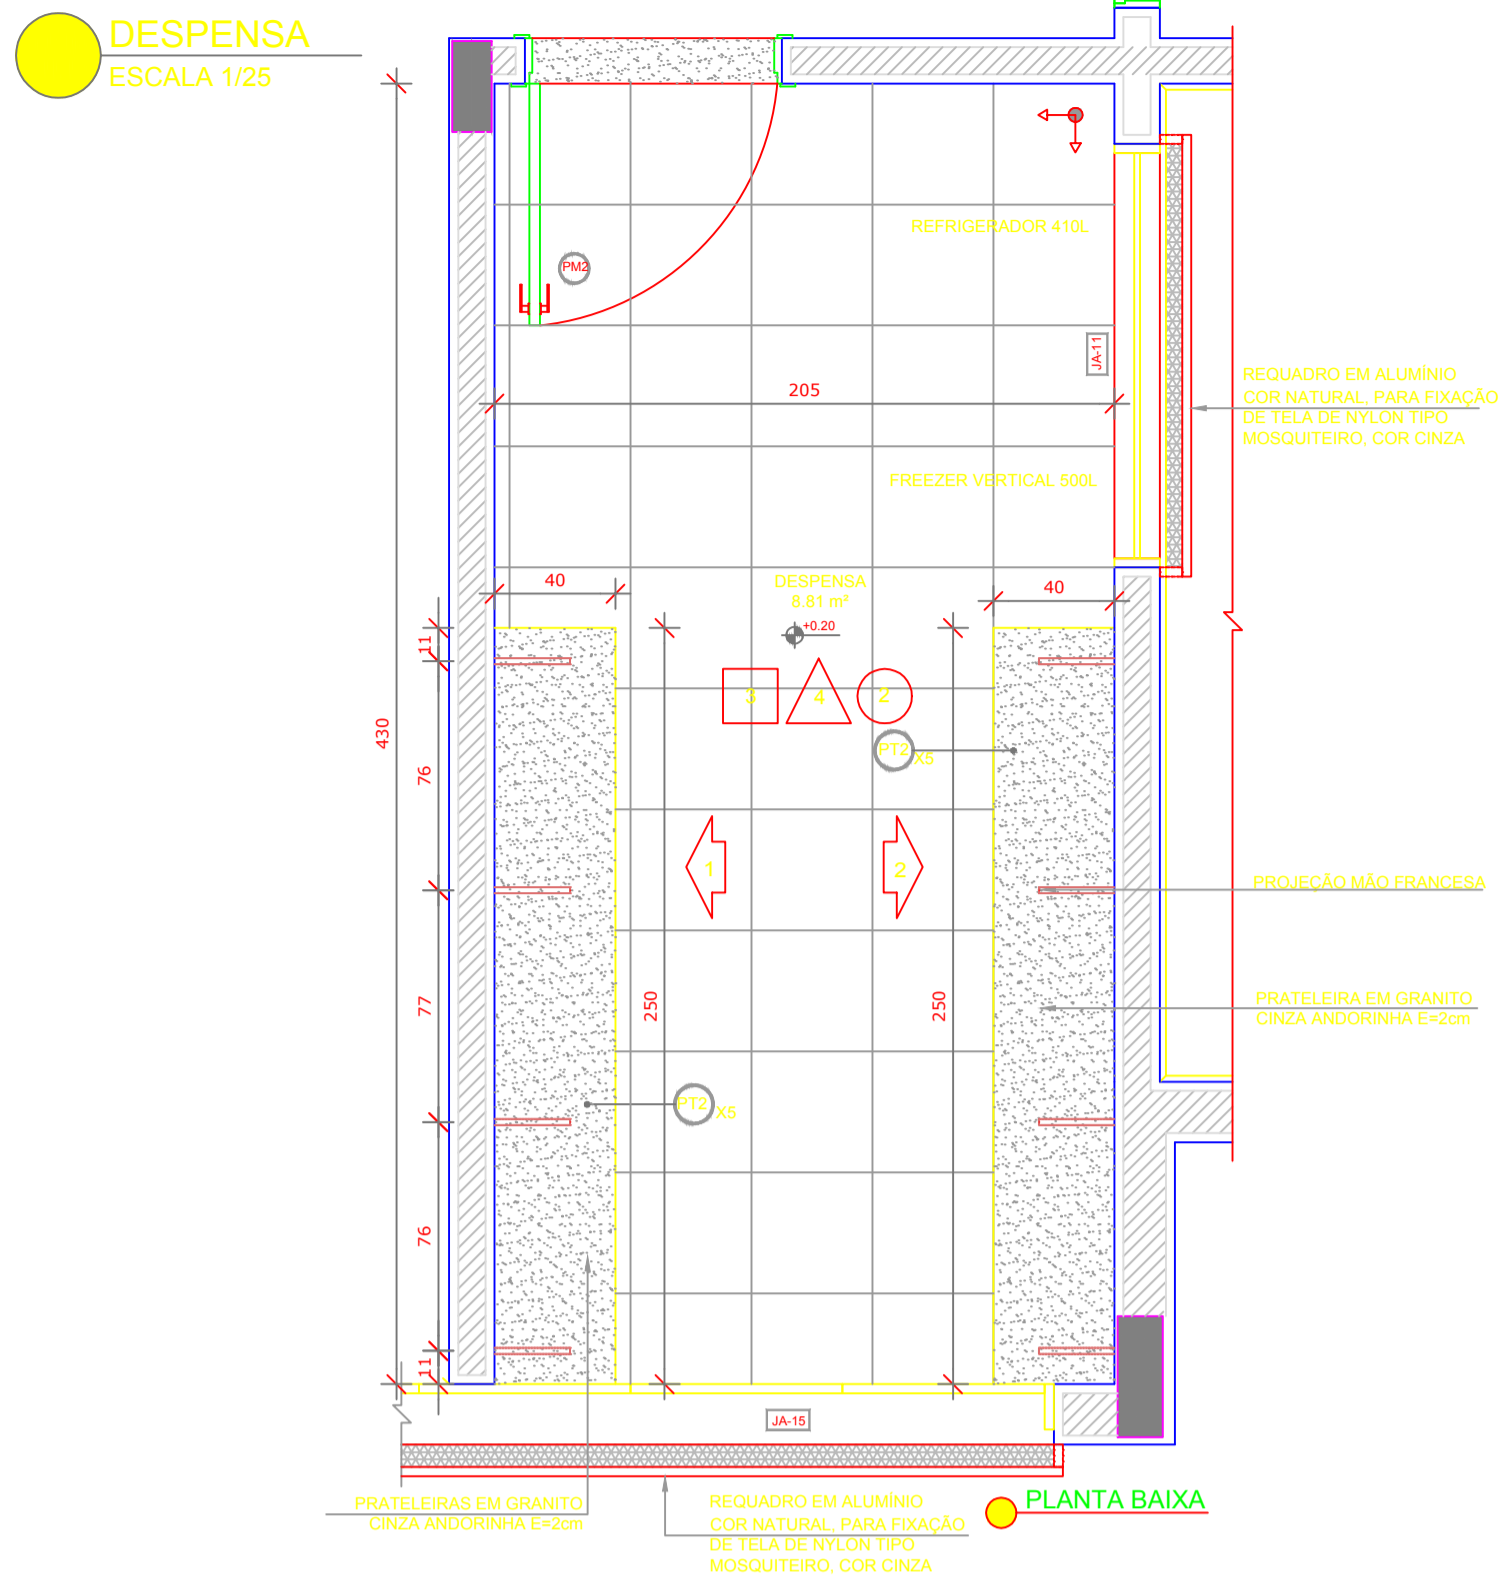 DESPENSA
ESCALA 1/25
REFRIGERADOR 410L
PM2
JA-11
205
REQUADRO EM ALUMÍNIO
COR NATURAL, PARA FIXAÇÃO
DE TELA DE NYLON TIPO
MOSQUITEIRO, COR CINZA
FREEZER VERTICAL 500L
40
DESPENSA
8.81 m²
40
+0.20
11
3
4
2
430
PT2
X5
76
1
2
PROJEÇÃO MÃO FRANCESA
77
250
250
PRATELEIRA EM GRANITO
CINZA ANDORINHA E=2cm
PT2
X5
76
11
JA-15
PRATELEIRAS EM GRANITO
CINZA ANDORINHA E=2cm
REQUADRO EM ALUMÍNIO
COR NATURAL, PARA FIXAÇÃO
DE TELA DE NYLON TIPO
MOSQUITEIRO, COR CINZA
PLANTA BAIXA